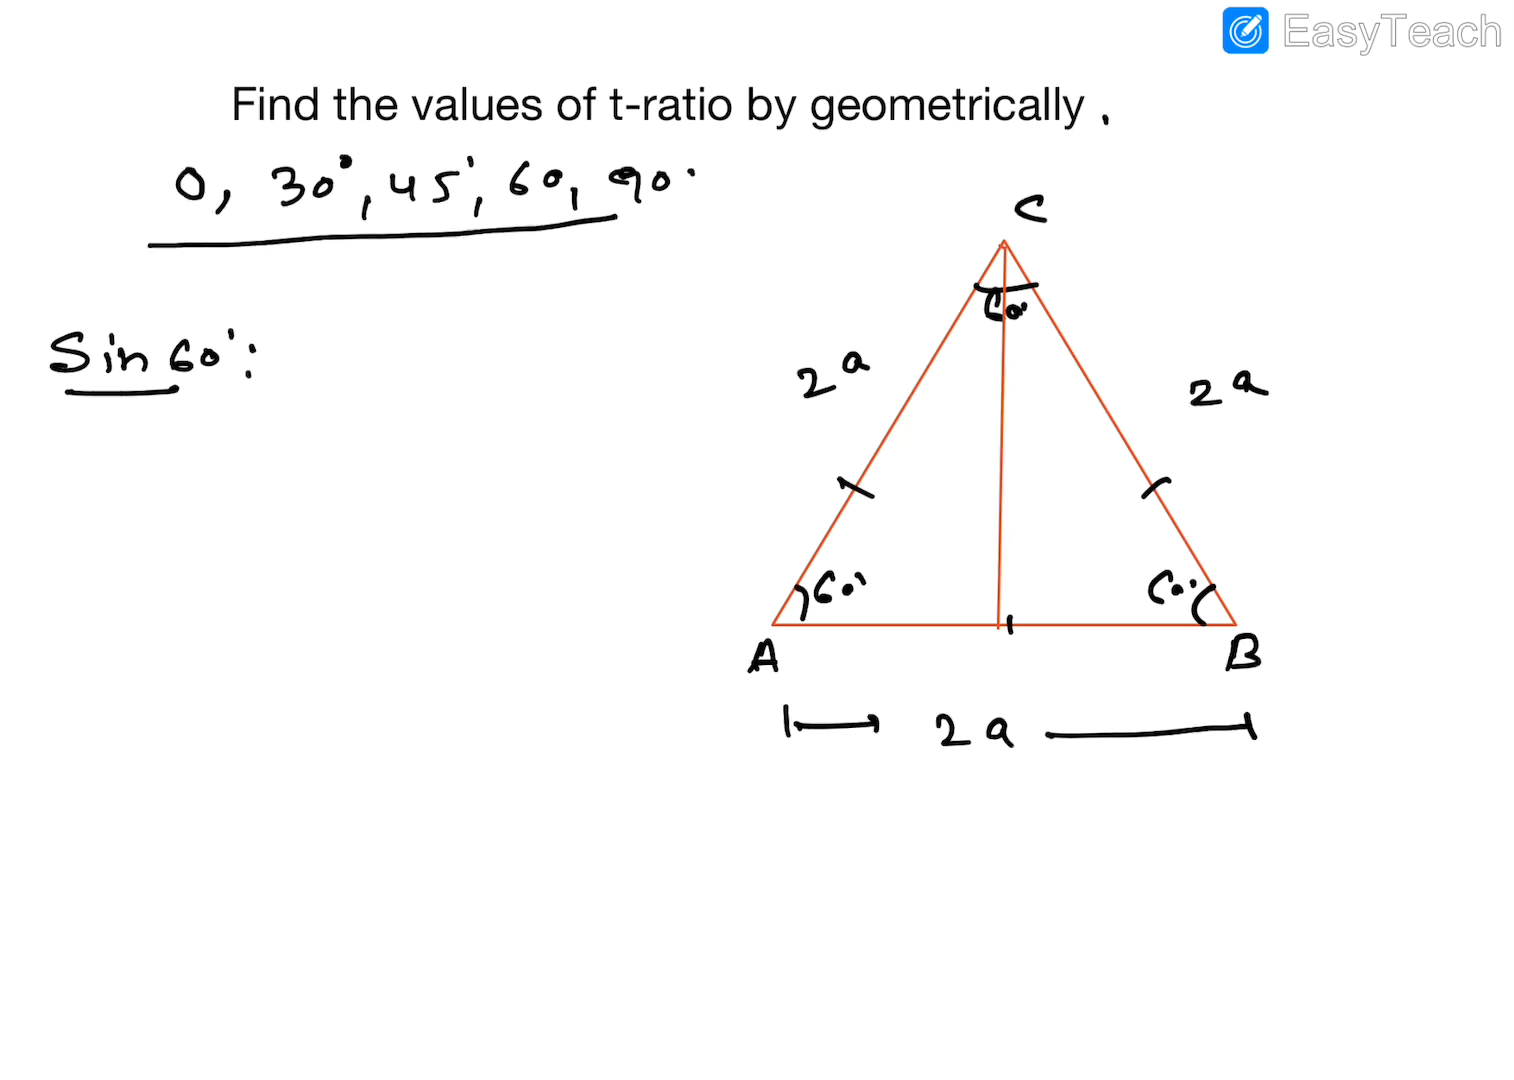 EasyTeach
Find the values of t-ratio by geometrically .
0, 30°, 45°, 60, 90°
C
60°
Sin 60°:
2a
2a
60°
60°
A
B
2a